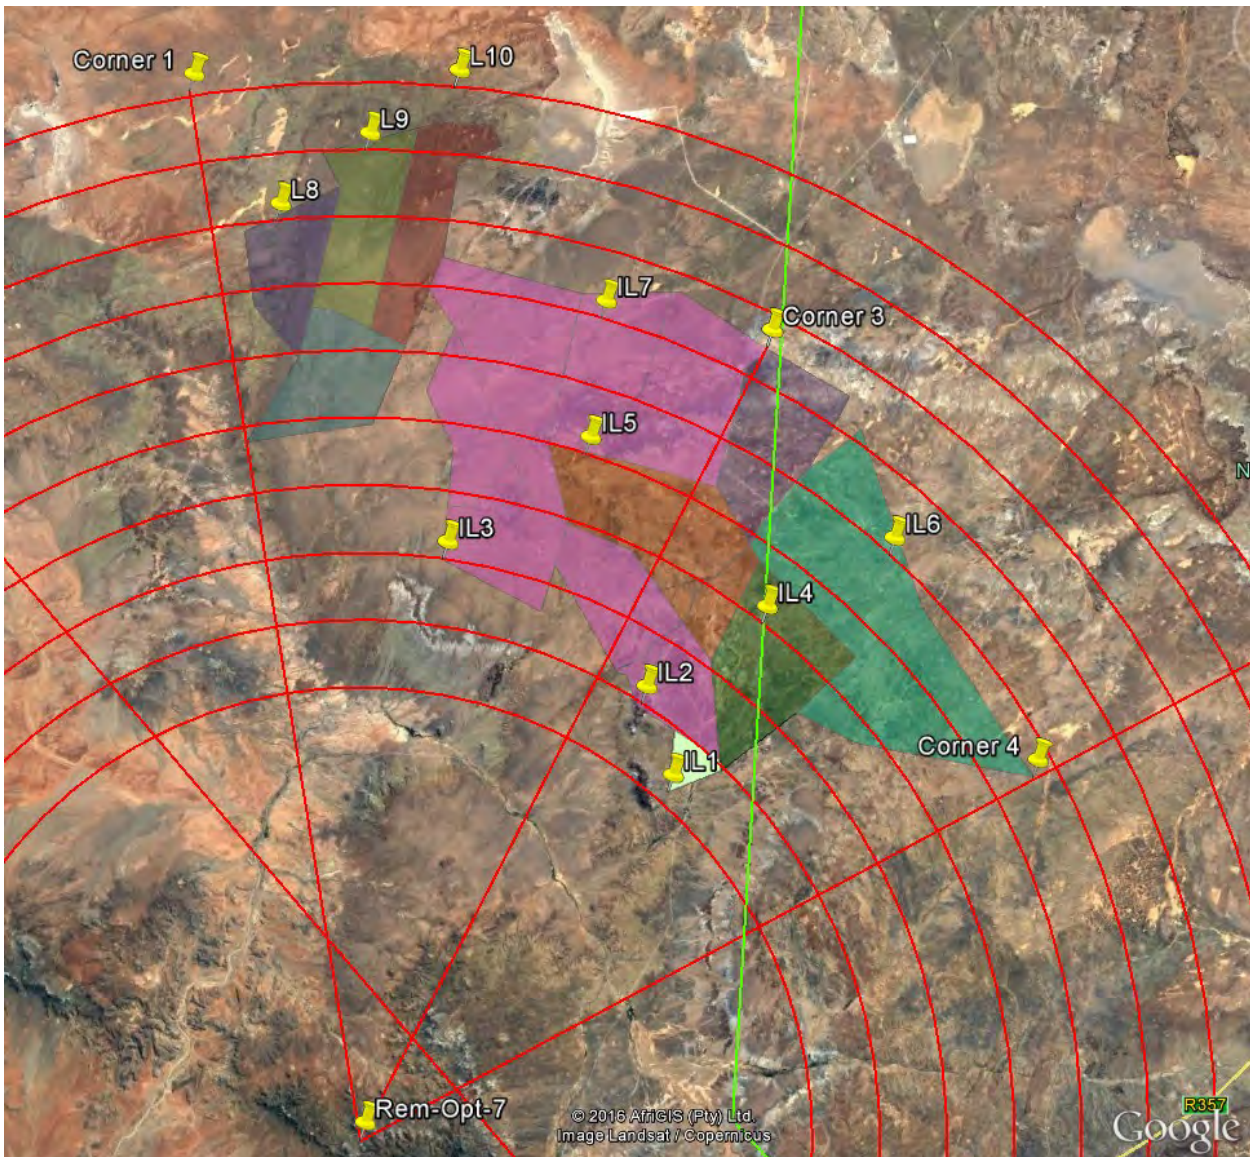 Corner 1
L10
L9
L8
IL7
Corner 3
IL5
N
IL3
IL6
IL4
IL2
IL1
Corner 4
Rem-Opt-7
© 2016 AfriGIS (Pty) Ltd.
Image Landsat / Copernicus
R357
Google